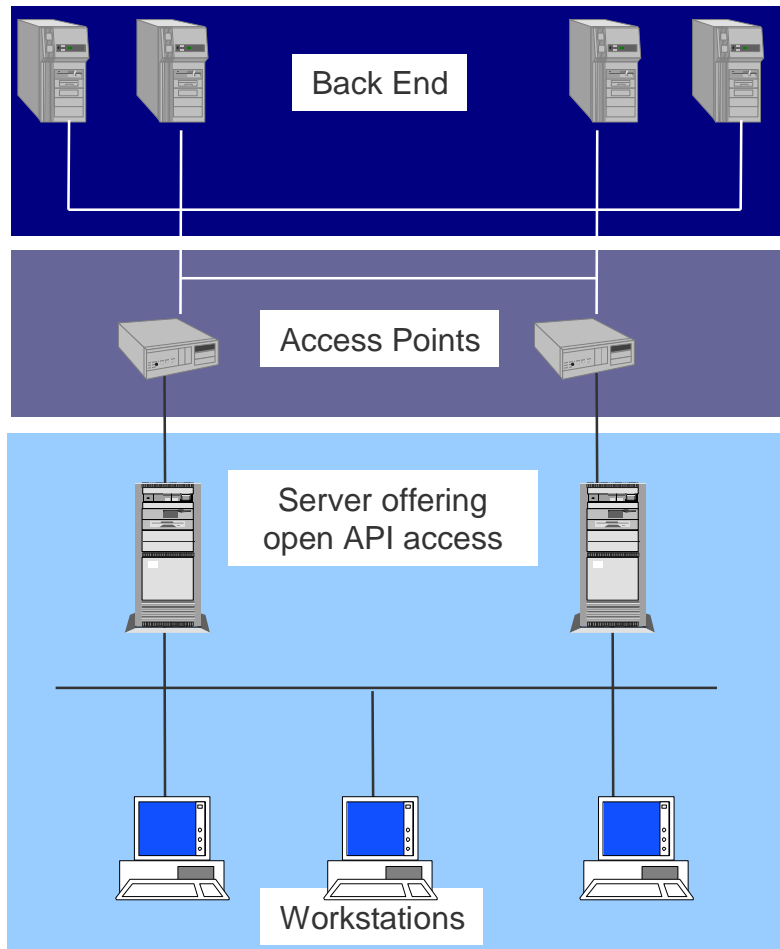 Back End
Access Points
Server offering
open API access
Workstations